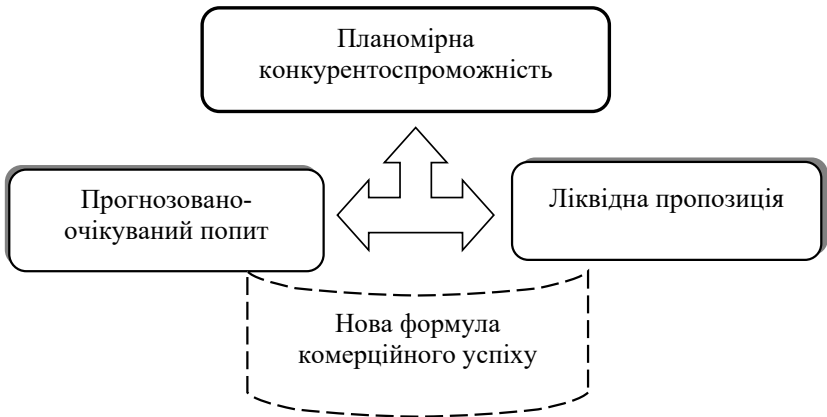 Планомірна
конкурентоспроможність
Прогнозовано-
очікуваний попит
Ліквідна пропозиція
Нова формула
комерційного успіху